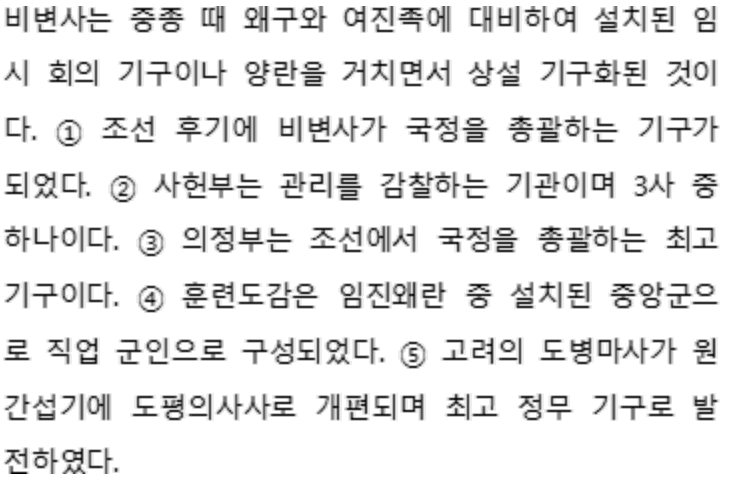 비변사는 중종 때 왜구와 여진족에 대비하여 설치된 임
시 회의 기구이나 양란을 거치면서 상설 기구화된 것이
다. ① 조선 후기에 비변사가 국정을 총괄하는 기구가
되었다. ② 사헌부는 관리를 감찰하는 기관이며 3사 중
하나이다. ③ 의정부는 조선에서 국정을 총괄하는 최고
기구이다. ④ 훈련도감은 임진왜란 중 설치된 중앙군으
로 직업 군인으로 구성되었다. ⑤ 고려의 도병마사가 원
간섭기에 도평의사사로 개편되며 최고 정무 기구로 발
전하였다.